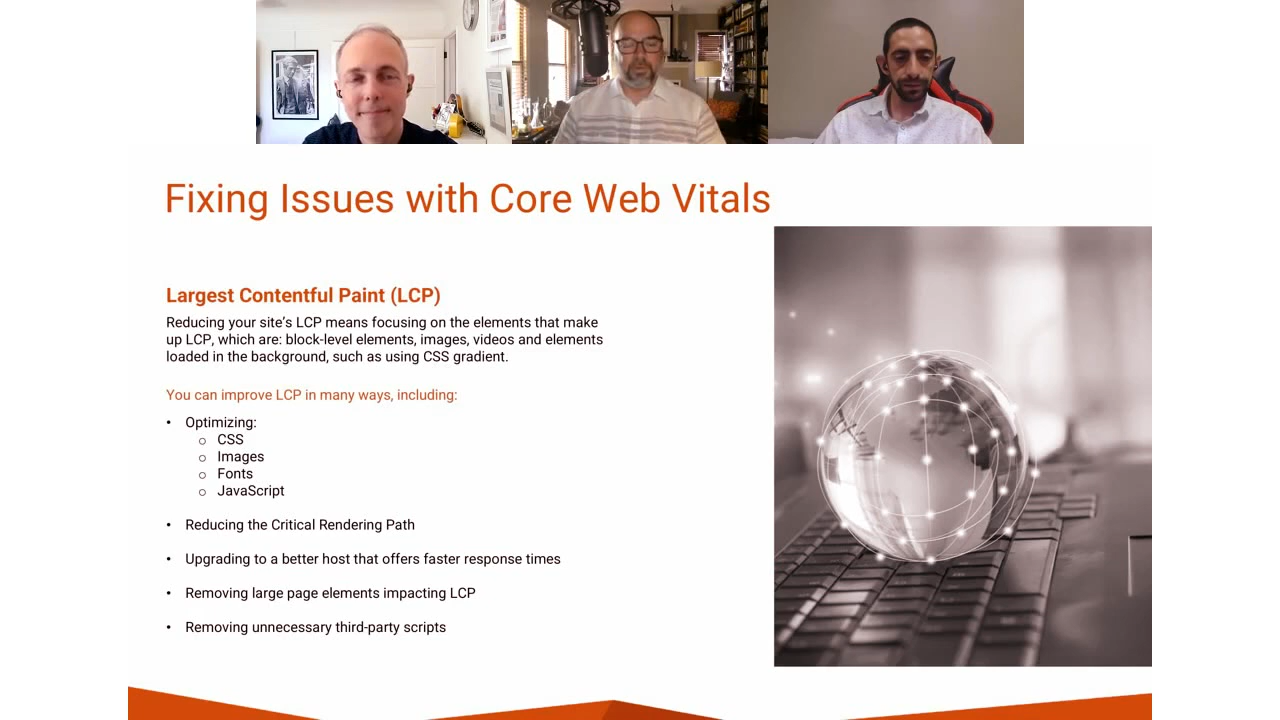 Fixing Issues with Core Web Vitals
Largest Contentful Paint (LCP)
Reducing your site’s LCP means focusing on the elements that make
up LCP, which are: block-level elements, images, videos and elements
loaded in the background, such as using CSS gradient.
You can improve LCP in many ways, including:
• Optimizing:
o CSS
o Images
o Fonts
o JavaScript
• Reducing the Critical Rendering Path
• Upgrading to a better host that offers faster response times
• Removing large page elements impacting LCP
• Removing unnecessary third-party scripts